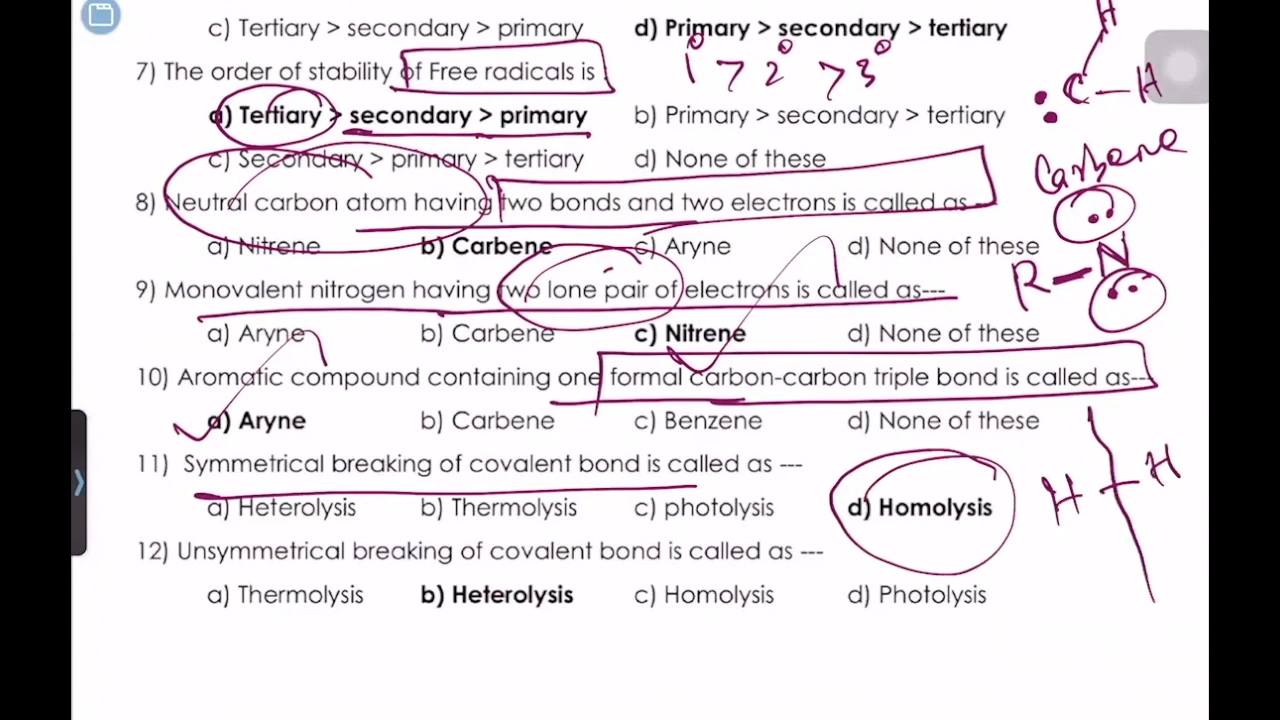 c) Tertiary > secondary > primary d) Primary > secondary > tertiary
7) The order of stability of Free radicals is
1° > 2° > 3°
a) Tertiary > secondary > primary b) Primary > secondary > tertiary
c) Secondary > primary > tertiary d) None of these
8) Neutral carbon atom having two bonds and two electrons is called as
a) Nitrene b) Carbene c) Aryne d) None of these
9) Monovalent nitrogen having two lone pair of electrons is called as---
a) Aryne b) Carbene c) Nitrene d) None of these
10) Aromatic compound containing one formal carbon-carbon triple bond is called as---
a) Aryne b) Carbene c) Benzene d) None of these
11) Symmetrical breaking of covalent bond is called as ---
a) Heterolysis b) Thermolysis c) photolysis d) Homolysis
12) Unsymmetrical breaking of covalent bond is called as ---
a) Thermolysis b) Heterolysis c) Homolysis d) Photolysis
H
C – H
Carbene
R – N
H H